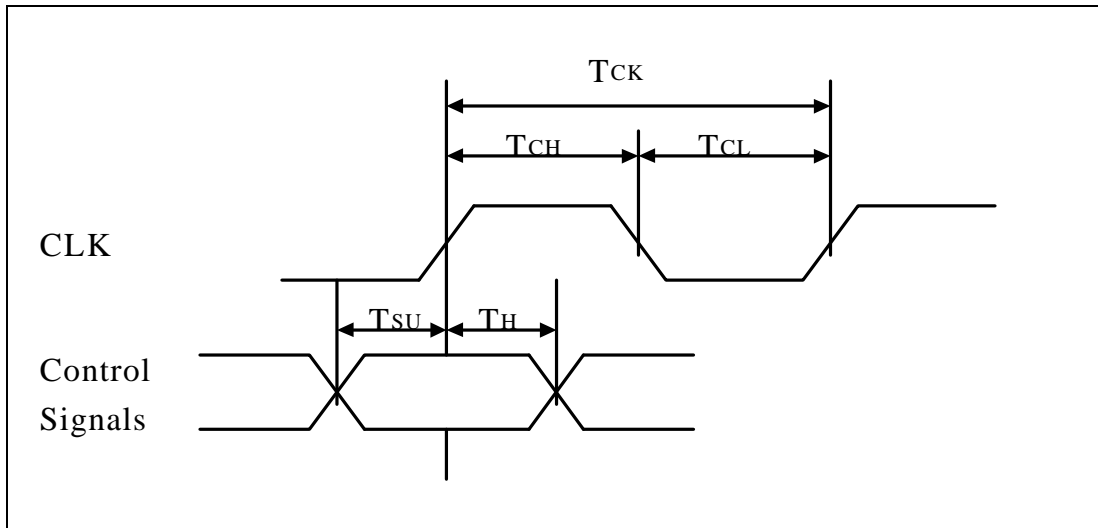 TCK
TCH TCL
CLK
TSU TH
Control
Signals